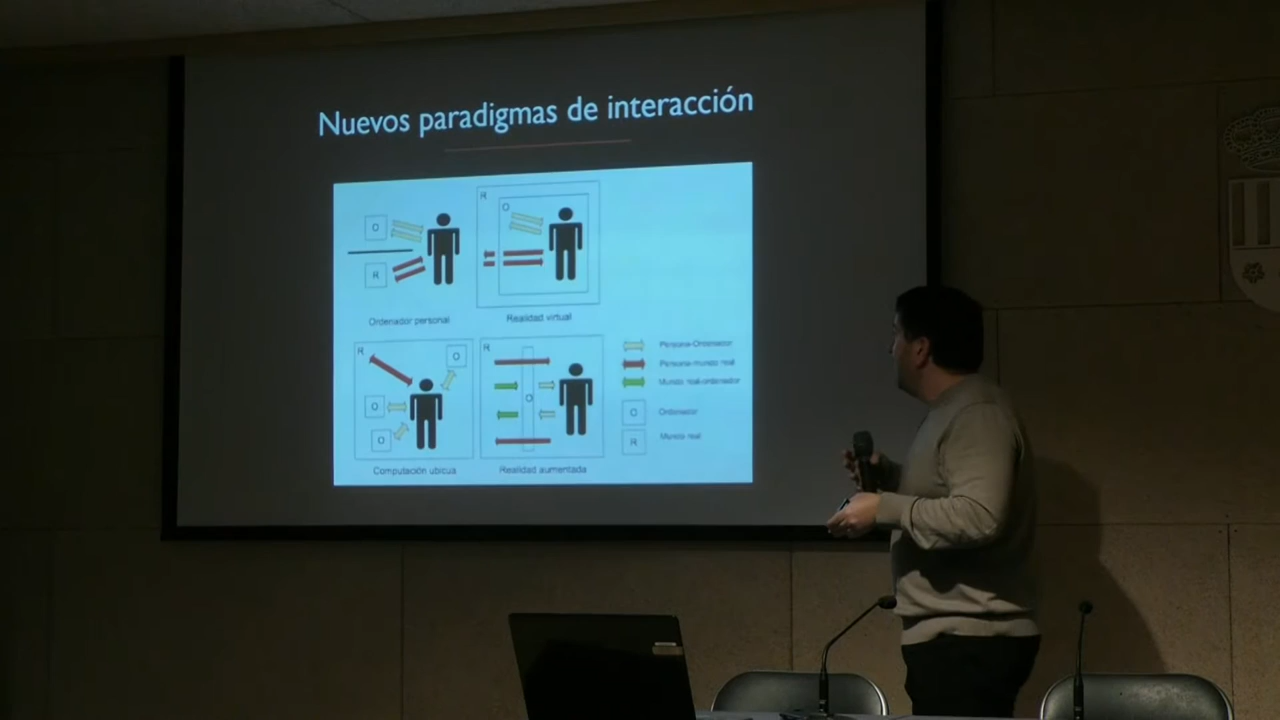 Nuevos paradigmas de interacción
O
R
Ordenador personal
R
O
Realidad virtual
R
O
O
O
Computación ubicua
R
O
Realidad aumentada
Persona-Ordenador
Persona-mundo real
Mundo real-ordenador
O Ordenador
R Mundo real